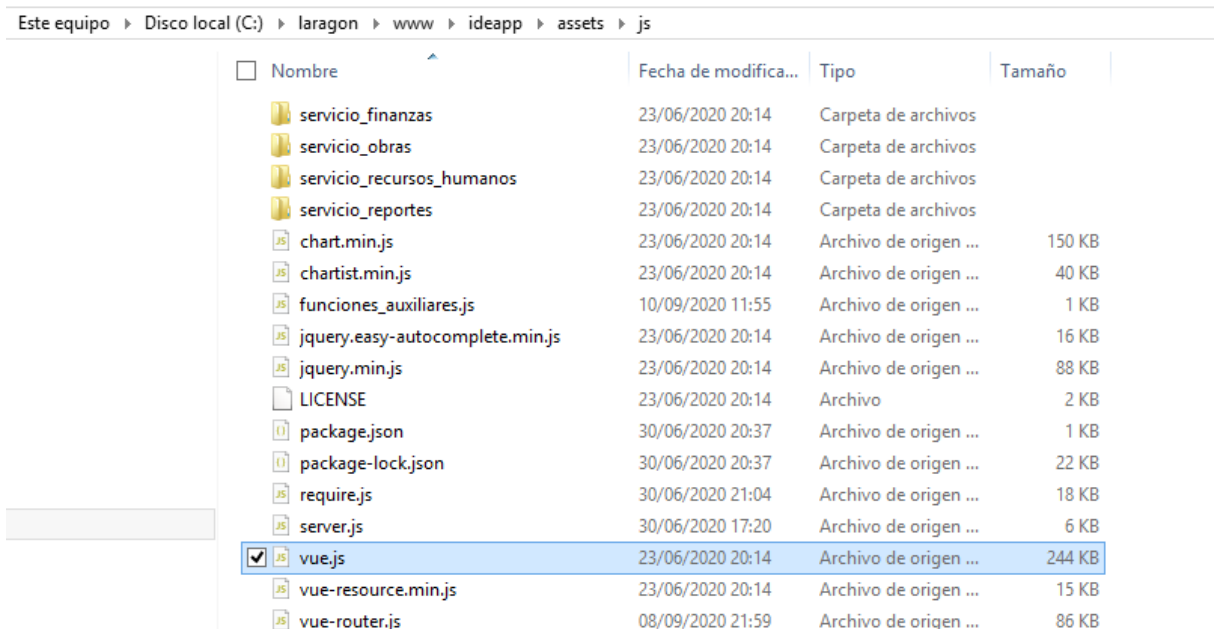 Este equipo Disco local (C:) laragon www ideapp assets js
Nombre Fecha de modifica... Tipo Tamaño
servicio_finanzas 23/06/2020 20:14 Carpeta de archivos
servicio_obras 23/06/2020 20:14 Carpeta de archivos
servicio_recursos_humanos 23/06/2020 20:14 Carpeta de archivos
servicio_reportes 23/06/2020 20:14 Carpeta de archivos
chart.min.js 23/06/2020 20:14 Archivo de origen ... 150 KB
chartist.min.js 23/06/2020 20:14 Archivo de origen ... 40 KB
funciones_auxiliares.js 10/09/2020 11:55 Archivo de origen ... 1 KB
jquery.easy-autocomplete.min.js 23/06/2020 20:14 Archivo de origen ... 16 KB
jquery.min.js 23/06/2020 20:14 Archivo de origen ... 88 KB
LICENSE 23/06/2020 20:14 Archivo 2 KB
package.json 30/06/2020 20:37 Archivo de origen ... 1 KB
package-lock.json 30/06/2020 20:37 Archivo de origen ... 22 KB
require.js 30/06/2020 21:04 Archivo de origen ... 18 KB
server.js 30/06/2020 17:20 Archivo de origen ... 6 KB
vue.js 23/06/2020 20:14 Archivo de origen ... 244 KB
vue-resource.min.js 23/06/2020 20:14 Archivo de origen ... 15 KB
vue-router.js 08/09/2020 21:59 Archivo de origen ... 86 KB